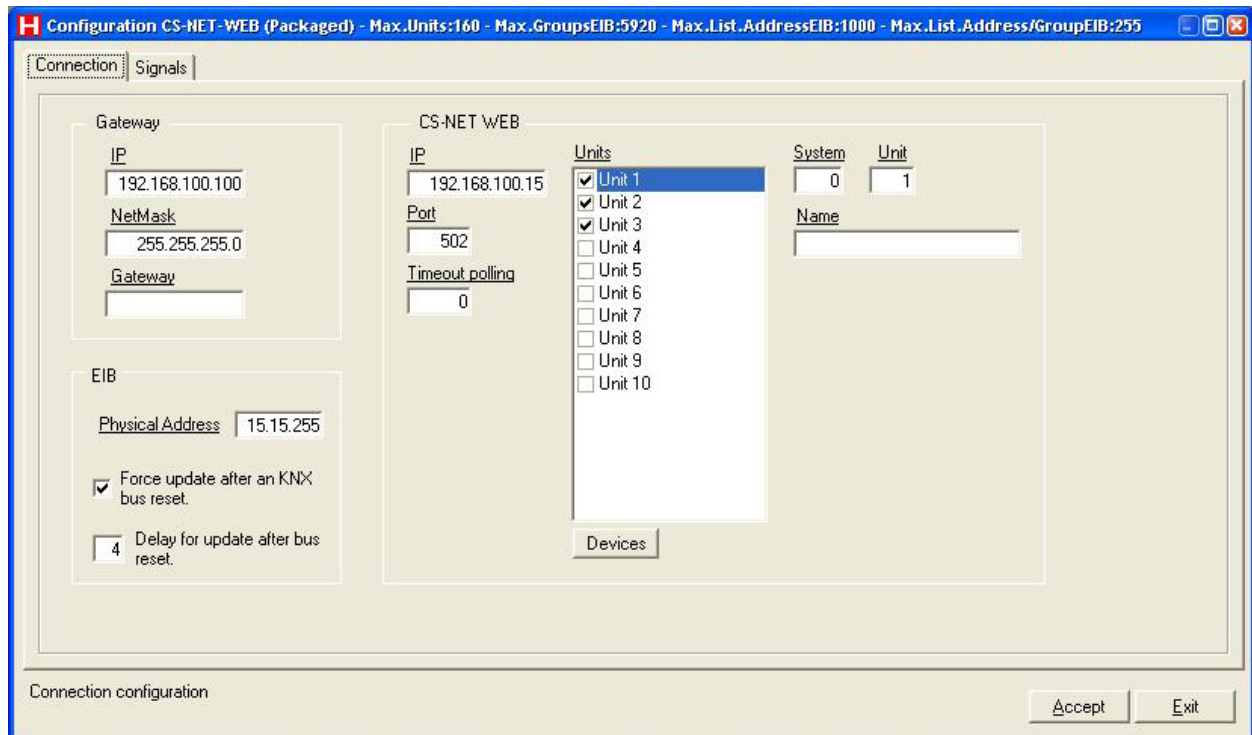 H Configuration CS-NET-WEB (Packaged) - Max.Units:160 - Max.GroupsEIB:5920 - Max.List.AddressEIB:1000 - Max.List.Address/GroupEIB:255
Connection Signals
Gateway
IP
192.168.100.100
NetMask
255.255.255.0
Gateway
EIB
Physical Address 15.15.255
Force update after an KNX
bus reset.
4 Delay for update after bus
reset.
CS-NET WEB
IP
192.168.100.15
Port
502
Timeout polling
0
Units
Unit 1
Unit 2
Unit 3
Unit 4
Unit 5
Unit 6
Unit 7
Unit 8
Unit 9
Unit 10
Devices
System Unit
0 1
Name
Connection configuration
Accept Exit